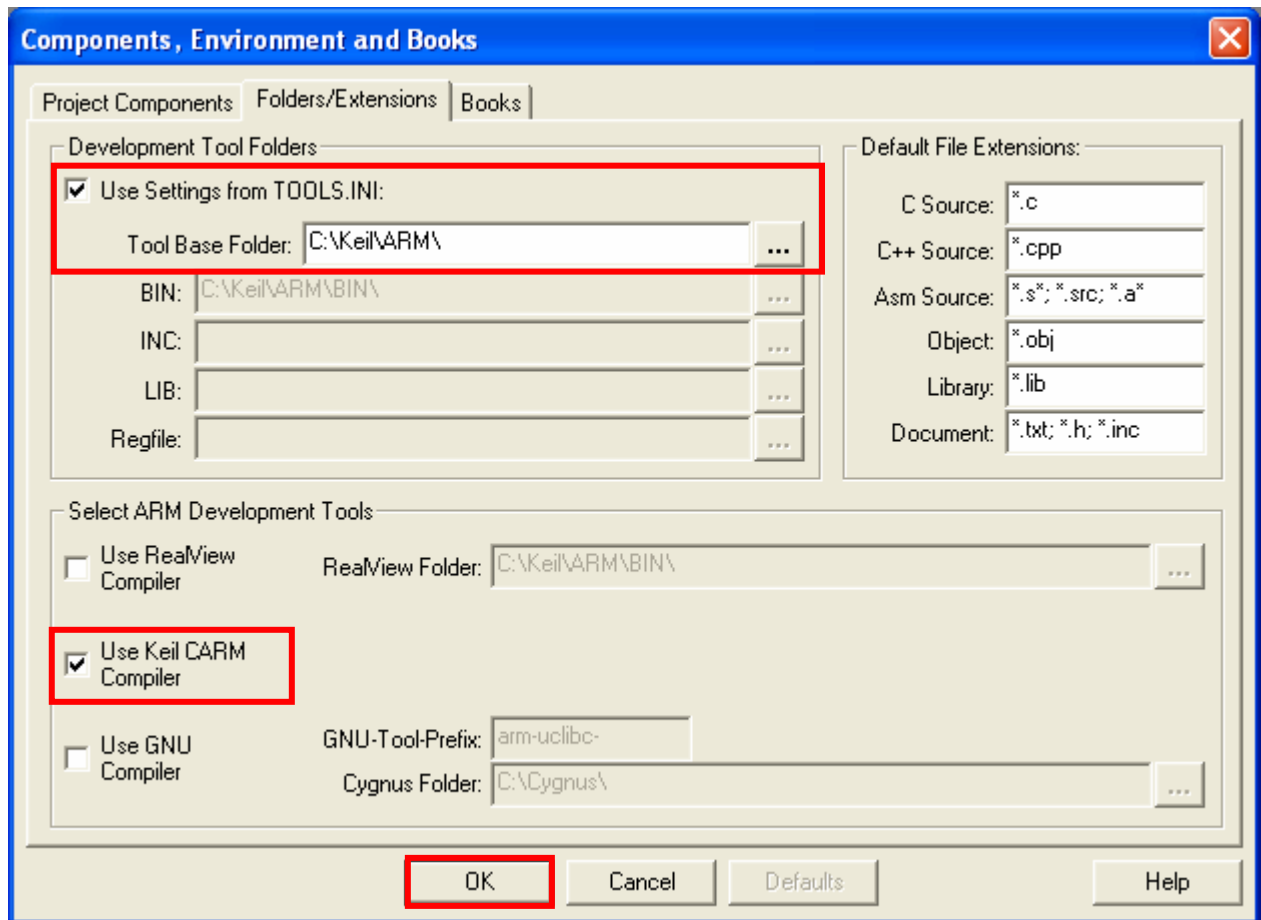 Components, Environment and Books
Project Components
Folders/Extensions
Books
Development Tool Folders
Use Settings from TOOLS.INI:
Tool Base Folder: C:\Keil\ARM\ ...
BIN: C:\Keil\ARM\BIN\ ...
INC: ...
LIB: ...
Regfile: ...
Default File Extensions:
C Source: *.c
C++ Source: *.cpp
Asm Source: *.s*; *.src; *.a*
Object: *.obj
Library: *.lib
Document: *.txt; *.h; *.inc
Select ARM Development Tools
Use RealView
Compiler
RealView Folder: C:\Keil\ARM\BIN\ ...
Use Keil CARM
Compiler
Use GNU
Compiler
GNU-Tool-Prefix: arm-uclibc-
Cygnus Folder: C:\Cygnus\ ...
OK
Cancel
Defaults
Help